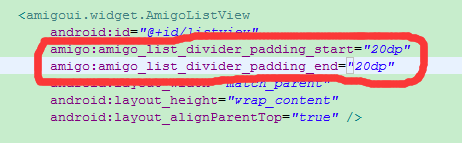 <amigoui.widget.AmigoListView
android:id="@+id/listview"
amigo:amigo_list_divider_padding_start="20dp"
amigo:amigo_list_divider_padding_end="20dp"
android:layout_width="match_parent"
android:layout_height="wrap_content"
android:layout_alignParentTop="true" />